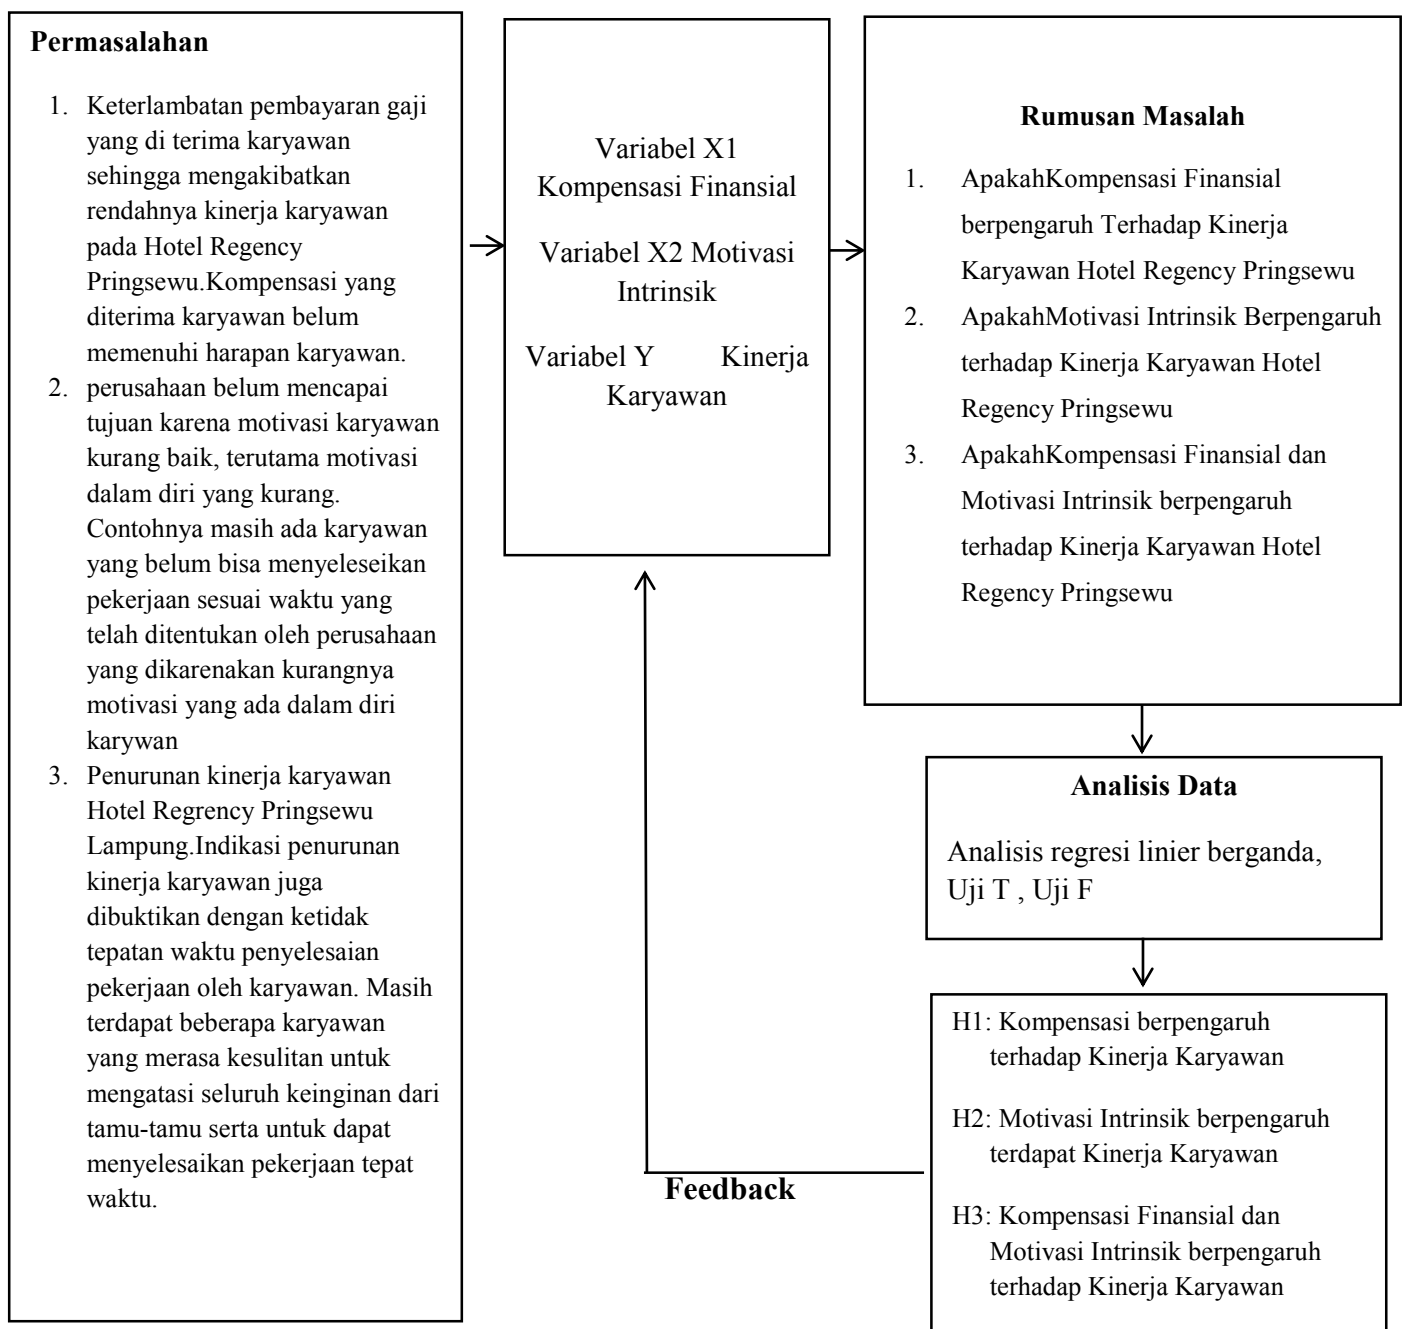 Permasalahan
1. Keterlambatan pembayaran gaji
yang di terima karyawan
sehingga mengakibatkan
rendahnya kinerja karyawan
pada Hotel Regency
Pringsewu.Kompensasi yang
diterima karyawan belum
memenuhi harapan karyawan.
2. perusahaan belum mencapai
tujuan karena motivasi karyawan
kurang baik, terutama motivasi
dalam diri yang kurang.
Contohnya masih ada karyawan
yang belum bisa menyeleseikan
pekerjaan sesuai waktu yang
telah ditentukan oleh perusahaan
yang dikarenakan kurangnya
motivasi yang ada dalam diri
karywan
3. Penurunan kinerja karyawan
Hotel Regrency Pringsewu
Lampung.Indikasi penurunan
kinerja karyawan juga
dibuktikan dengan ketidak
tepatan waktu penyelesaian
pekerjaan oleh karyawan. Masih
terdapat beberapa karyawan
yang merasa kesulitan untuk
mengatasi seluruh keinginan dari
tamu-tamu serta untuk dapat
menyelesaikan pekerjaan tepat
waktu.
Variabel X1
Kompensasi Finansial
Variabel X2 Motivasi
Intrinsik
Variabel Y Kinerja
Karyawan
Rumusan Masalah
1. ApakahKompensasi Finansial
berpengaruh Terhadap Kinerja
Karyawan Hotel Regency Pringsewu
2. ApakahMotivasi Intrinsik Berpengaruh
terhadap Kinerja Karyawan Hotel
Regency Pringsewu
3. ApakahKompensasi Finansial dan
Motivasi Intrinsik berpengaruh
terhadap Kinerja Karyawan Hotel
Regency Pringsewu
Analisis Data
Analisis regresi linier berganda,
Uji T , Uji F
H1: Kompensasi berpengaruh
terhadap Kinerja Karyawan
H2: Motivasi Intrinsik berpengaruh
terdapat Kinerja Karyawan
H3: Kompensasi Finansial dan
Motivasi Intrinsik berpengaruh
terhadap Kinerja Karyawan
Feedback